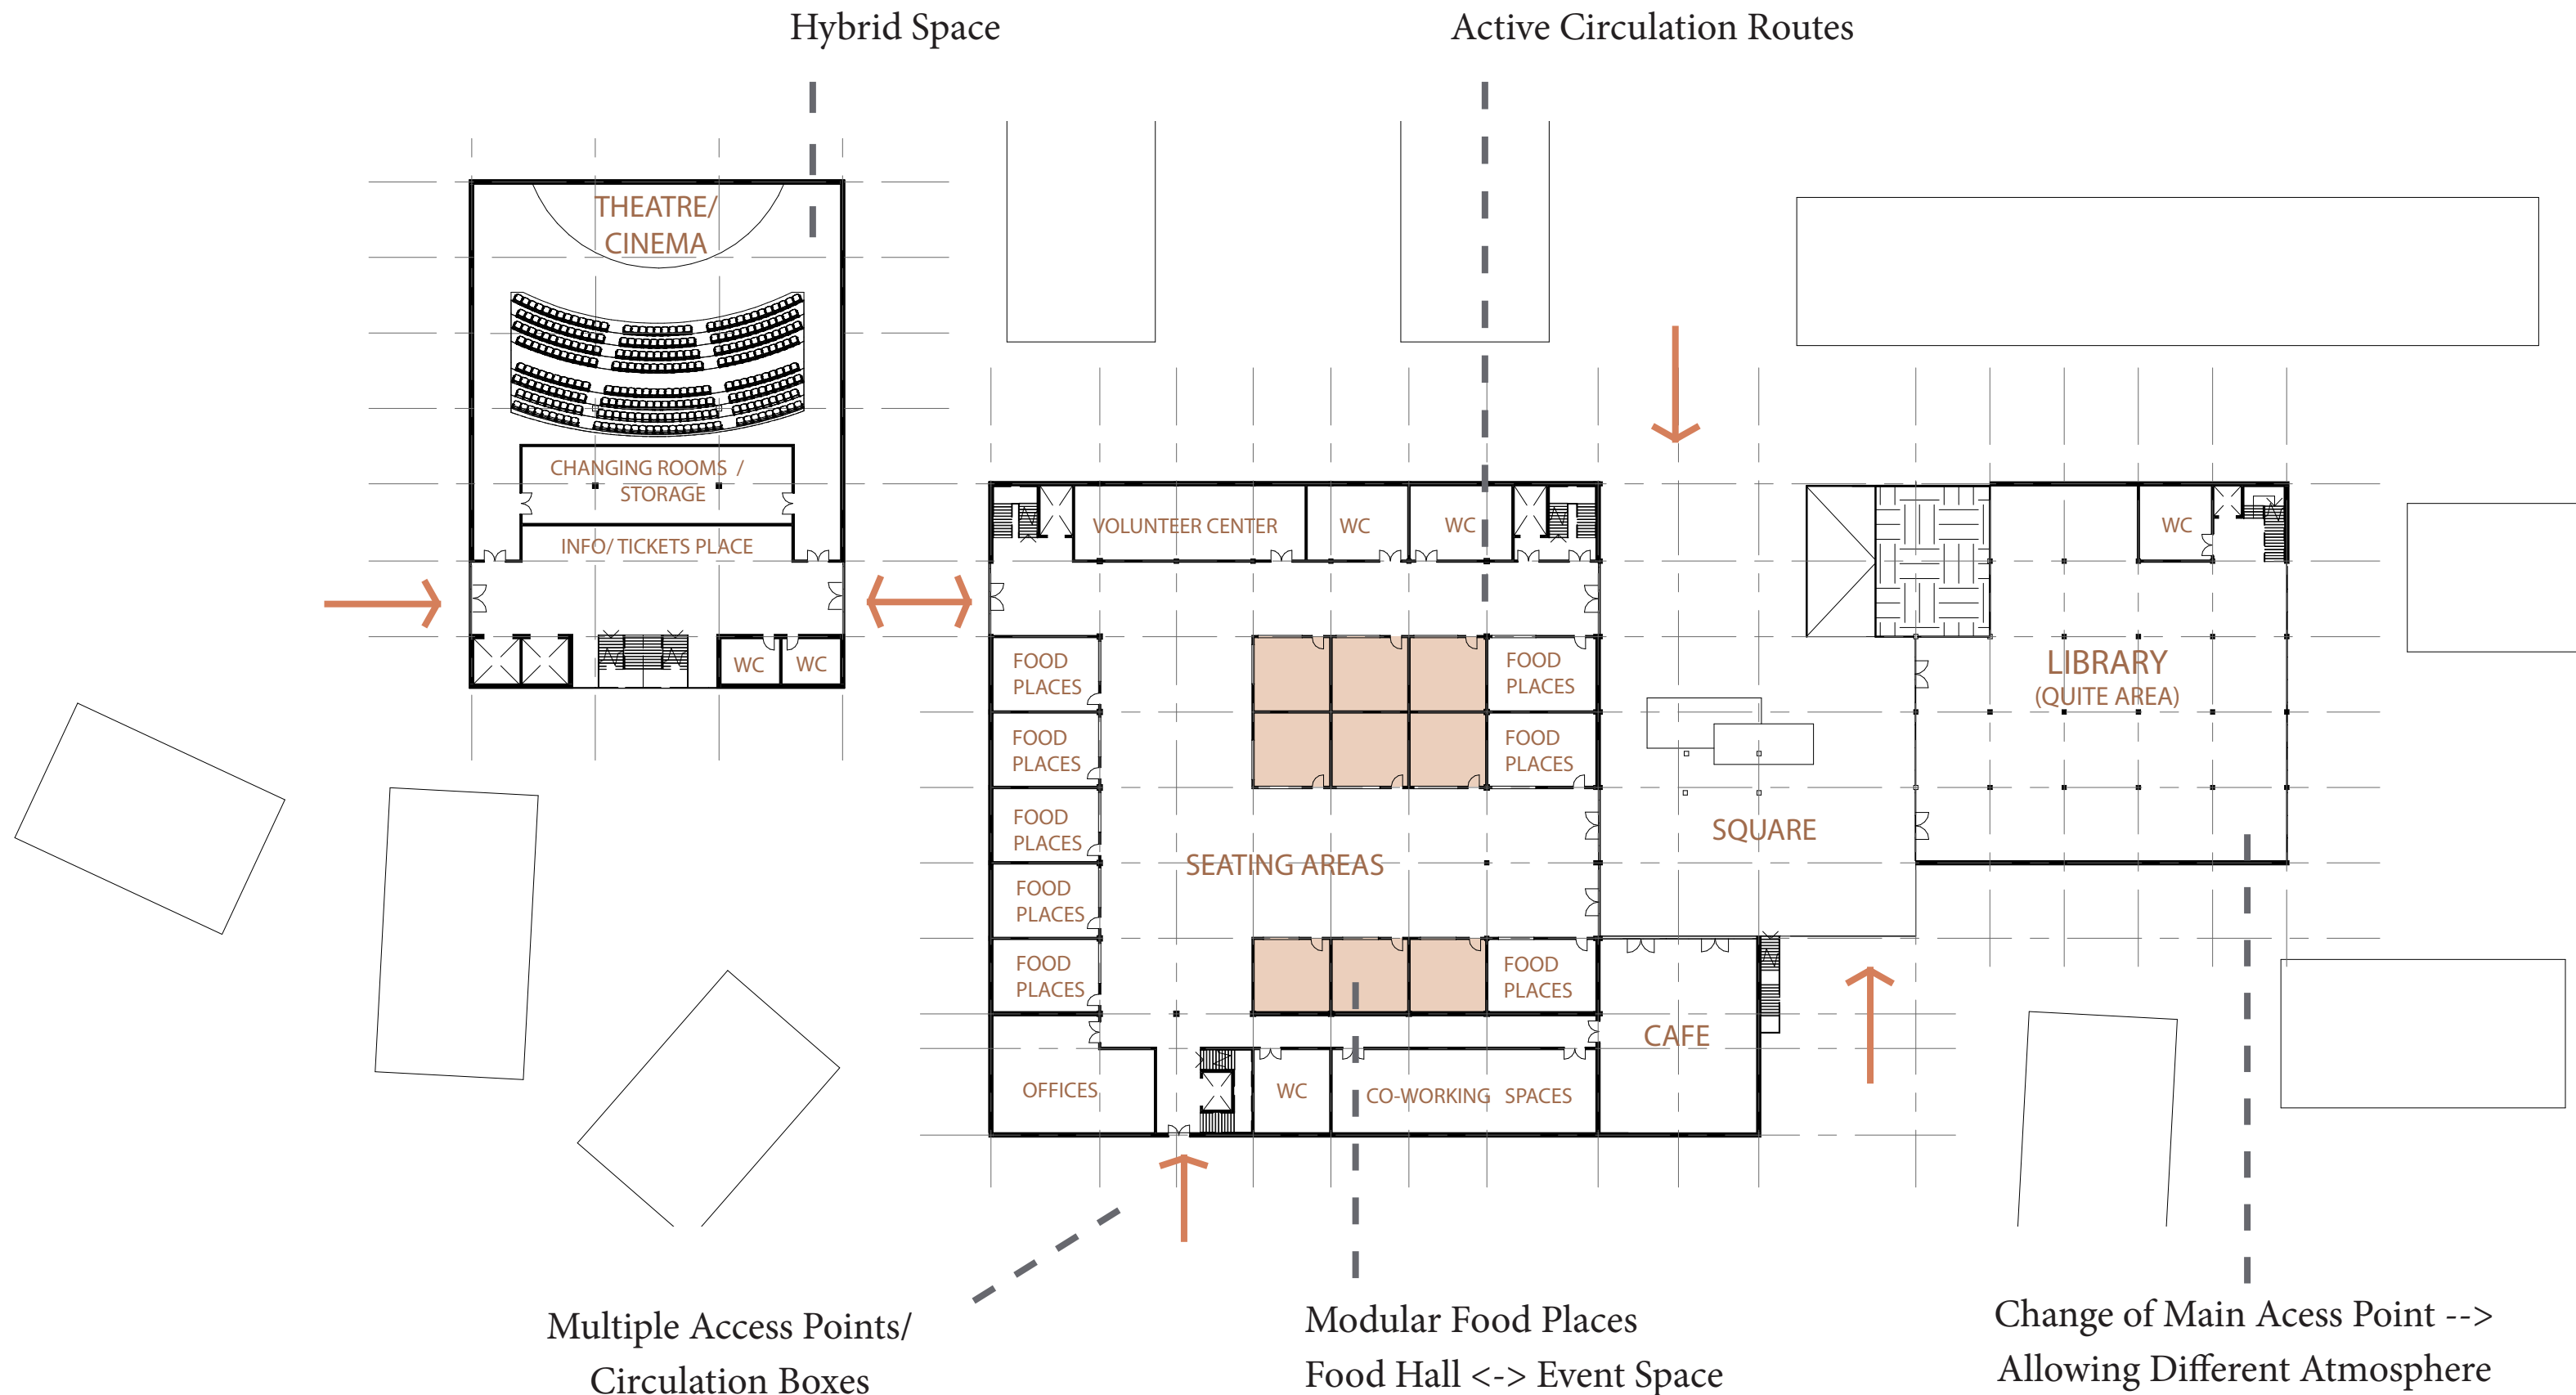 Hybrid Space
Active Circulation Routes
THEATRE/
CINEMA
CHANGING ROOMS /
STORAGE
INFO/ TICKETS PLACE
WC
WC
VOLUNTEER CENTER
WC
WC
FOOD
PLACES
FOOD
PLACES
FOOD
PLACES
FOOD
PLACES
FOOD
PLACES
FOOD
PLACES
FOOD
PLACES
FOOD
PLACES
SEATING AREAS
OFFICES
WC
CO-WORKING SPACES
CAFE
SQUARE
WC
LIBRARY
(QUITE AREA)
Multiple Access Points/
Circulation Boxes
Modular Food Places
Food Hall <-> Event Space
Change of Main Acess Point -->
Allowing Different Atmosphere